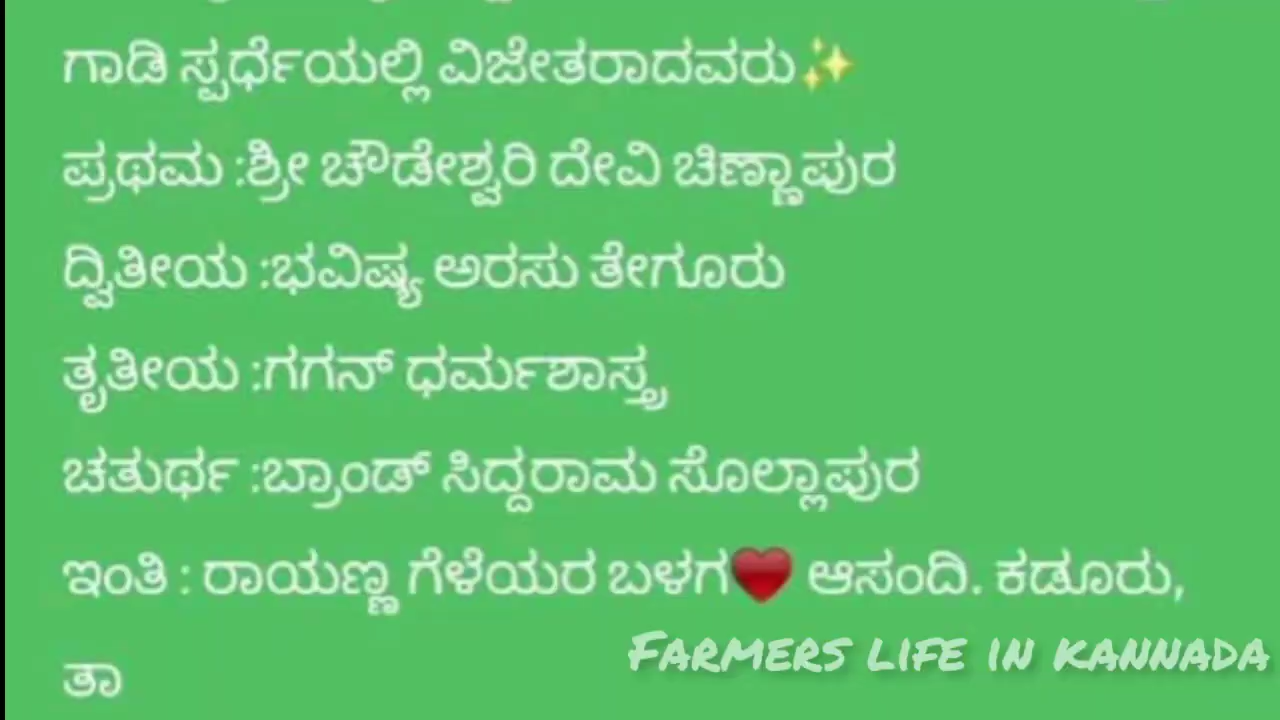 ಗಾಡಿ ಸ್ಪರ್ಧೆಯಲ್ಲಿ ವಿಜೇತರಾದವರು✨
ಪ್ರಥಮ :ಶ್ರೀ ಚೌಡೇಶ್ವರಿ ದೇವಿ ಚಿಣ್ಣಾಪುರ
ದ್ವಿತೀಯ :ಭವಿಷ್ಯ ಅರಸು ತೇಗೂರು
ತೃತೀಯ :ಗಗನ್ ಧರ್ಮಶಾಸ್ತ್ರ
ಚತುರ್ಥ :ಬ್ರಾಂಡ್ ಸಿದ್ದರಾಮ ಸೊಲ್ಲಾಪುರ
ಇಂತಿ : ರಾಯಣ್ಣ ಗೆಳೆಯರ ಬಳಗ❤️ ಆಸಂದಿ. ಕಡೂರು,
ತಾ
FARMERS LIFE IN KANNADA